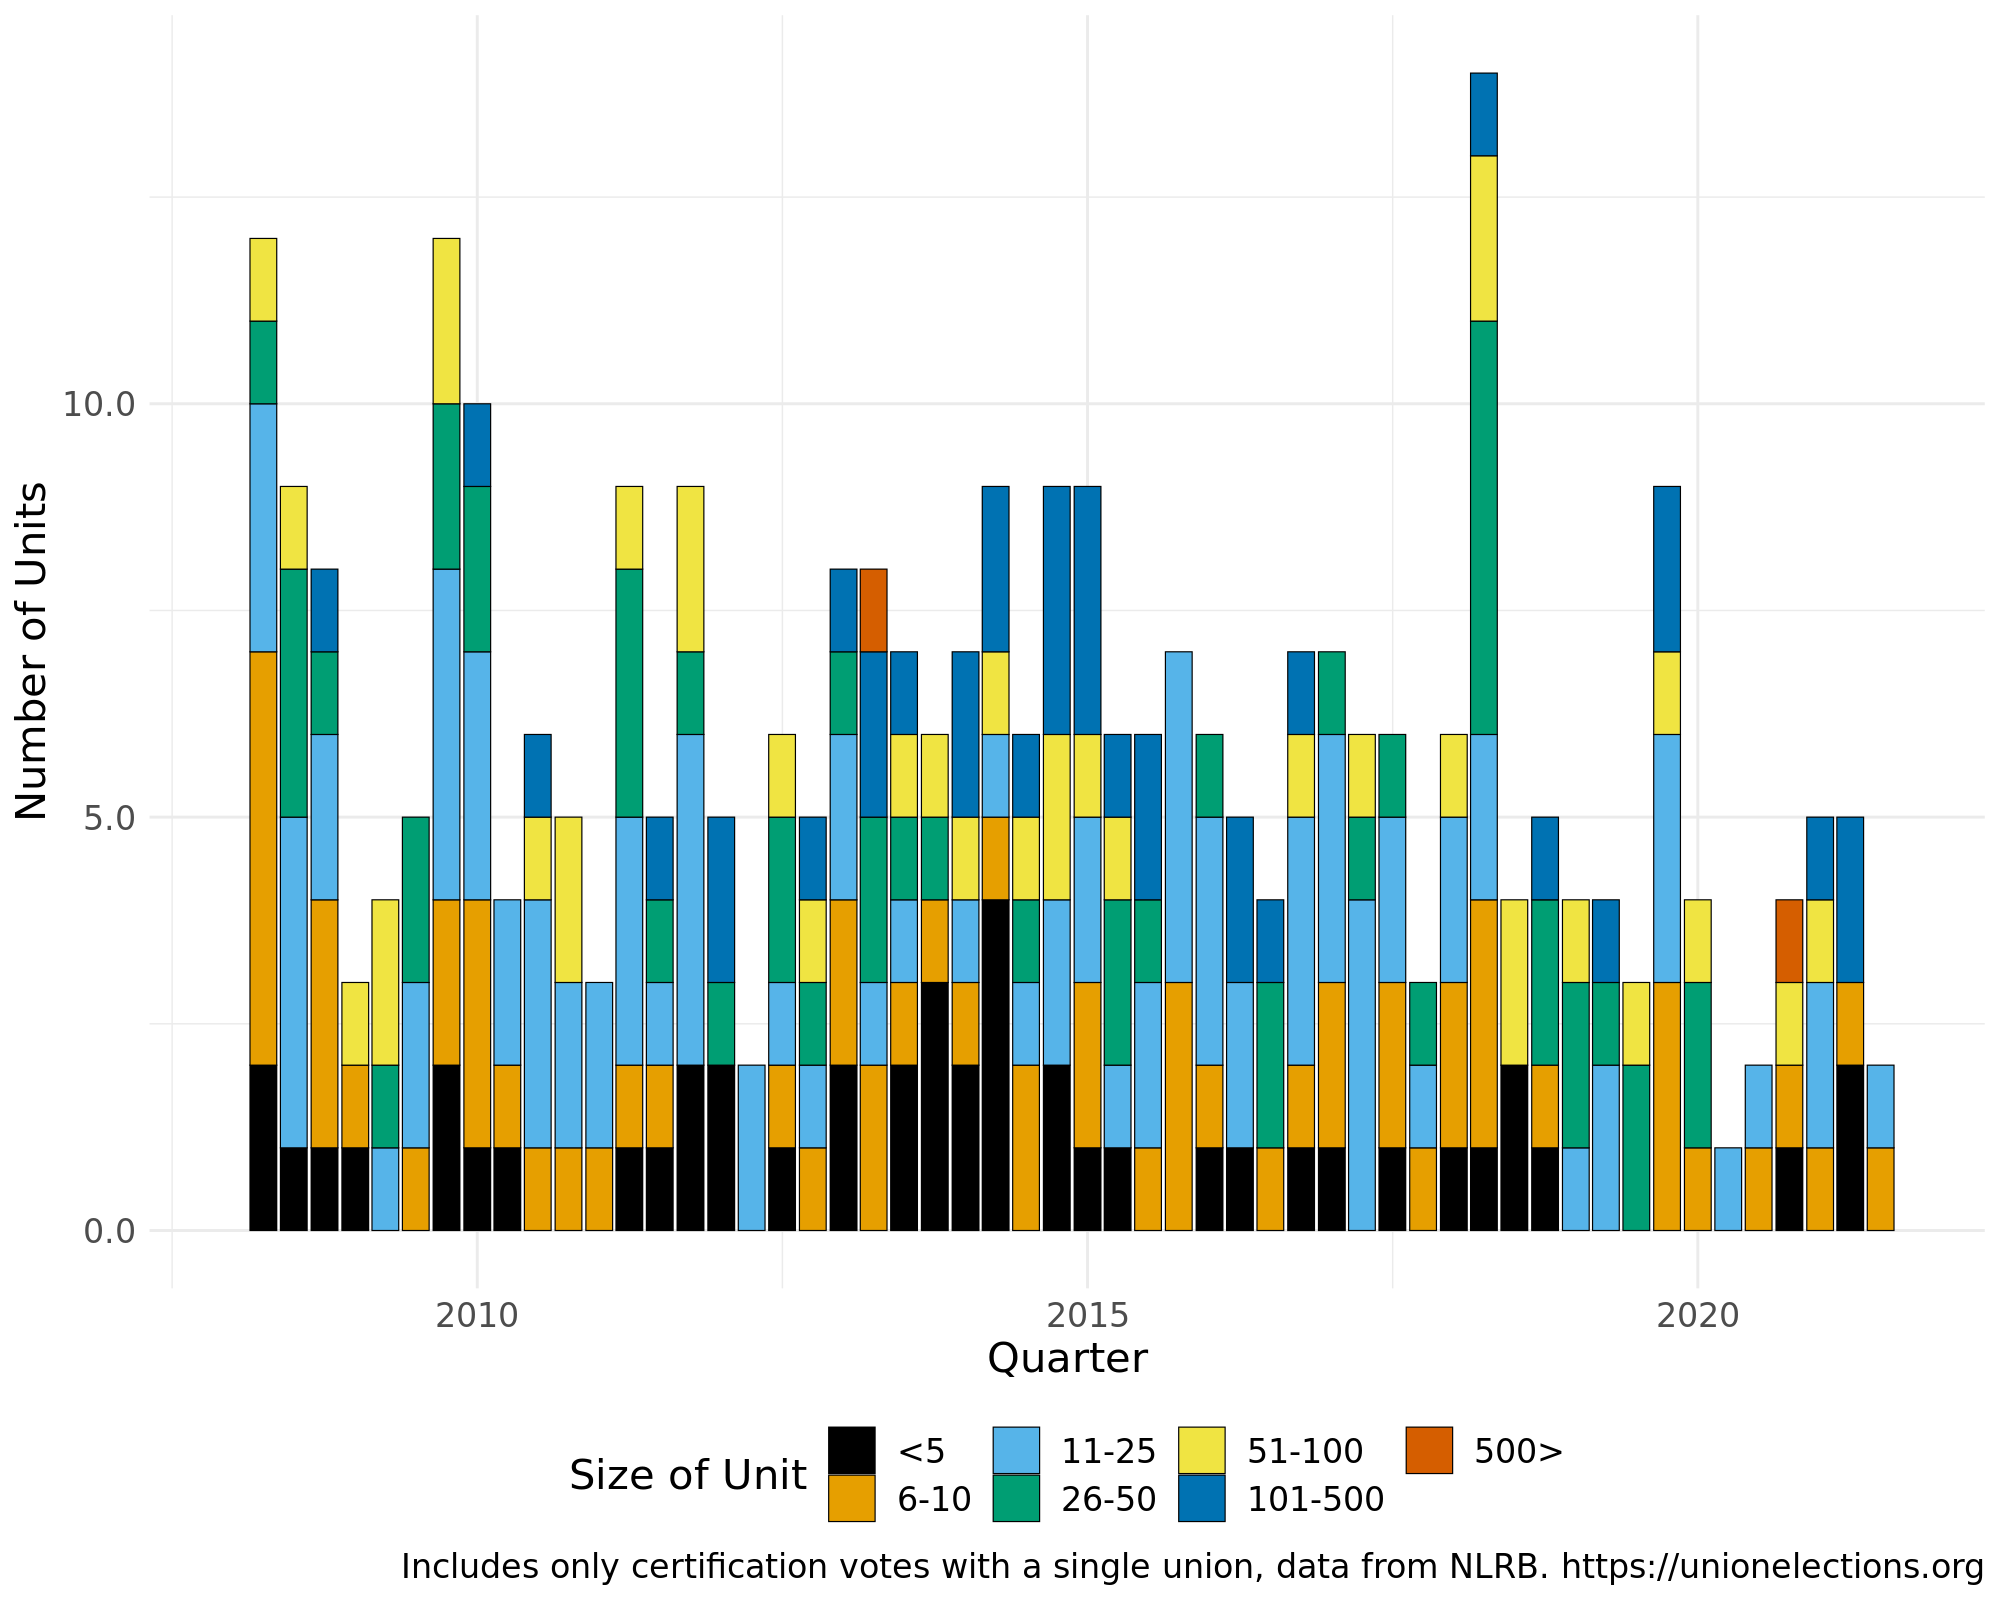 Number of Units
10.0
5.0
0.0
2010 2015 2020
Quarter
Size of Unit
<5 11-25 51-100 500>
6-10 26-50 101-500
Includes only certification votes with a single union, data from NLRB. https://unionelections.org